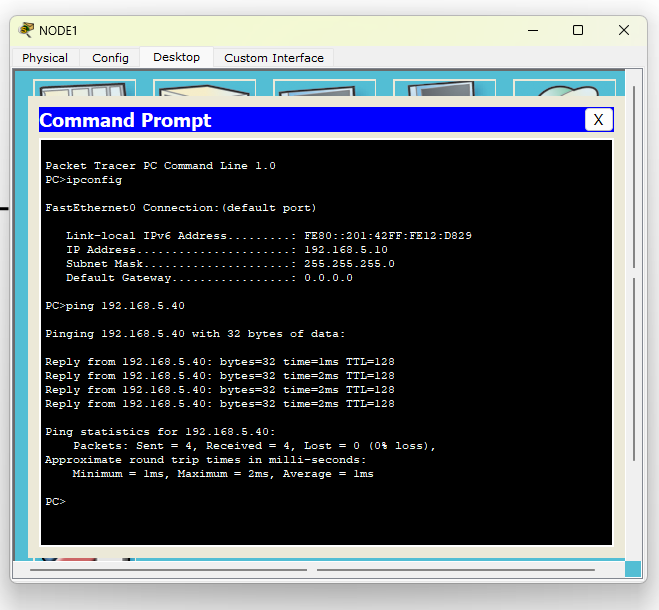 NODE1
Physical Config Desktop Custom Interface
Command Prompt X
Packet Tracer PC Command Line 1.0
PC>ipconfig
FastEthernet0 Connection:(default port)
Link-local IPv6 Address.........: FE80::201:42FF:FE12:D829
IP Address......................: 192.168.5.10
Subnet Mask.....................: 255.255.255.0
Default Gateway.................: 0.0.0.0
PC>ping 192.168.5.40
Pinging 192.168.5.40 with 32 bytes of data:
Reply from 192.168.5.40: bytes=32 time=1ms TTL=128
Reply from 192.168.5.40: bytes=32 time=2ms TTL=128
Reply from 192.168.5.40: bytes=32 time=2ms TTL=128
Reply from 192.168.5.40: bytes=32 time=2ms TTL=128
Ping statistics for 192.168.5.40:
Packets: Sent = 4, Received = 4, Lost = 0 (0% loss),
Approximate round trip times in milli-seconds:
Minimum = 1ms, Maximum = 2ms, Average = 1ms
PC>